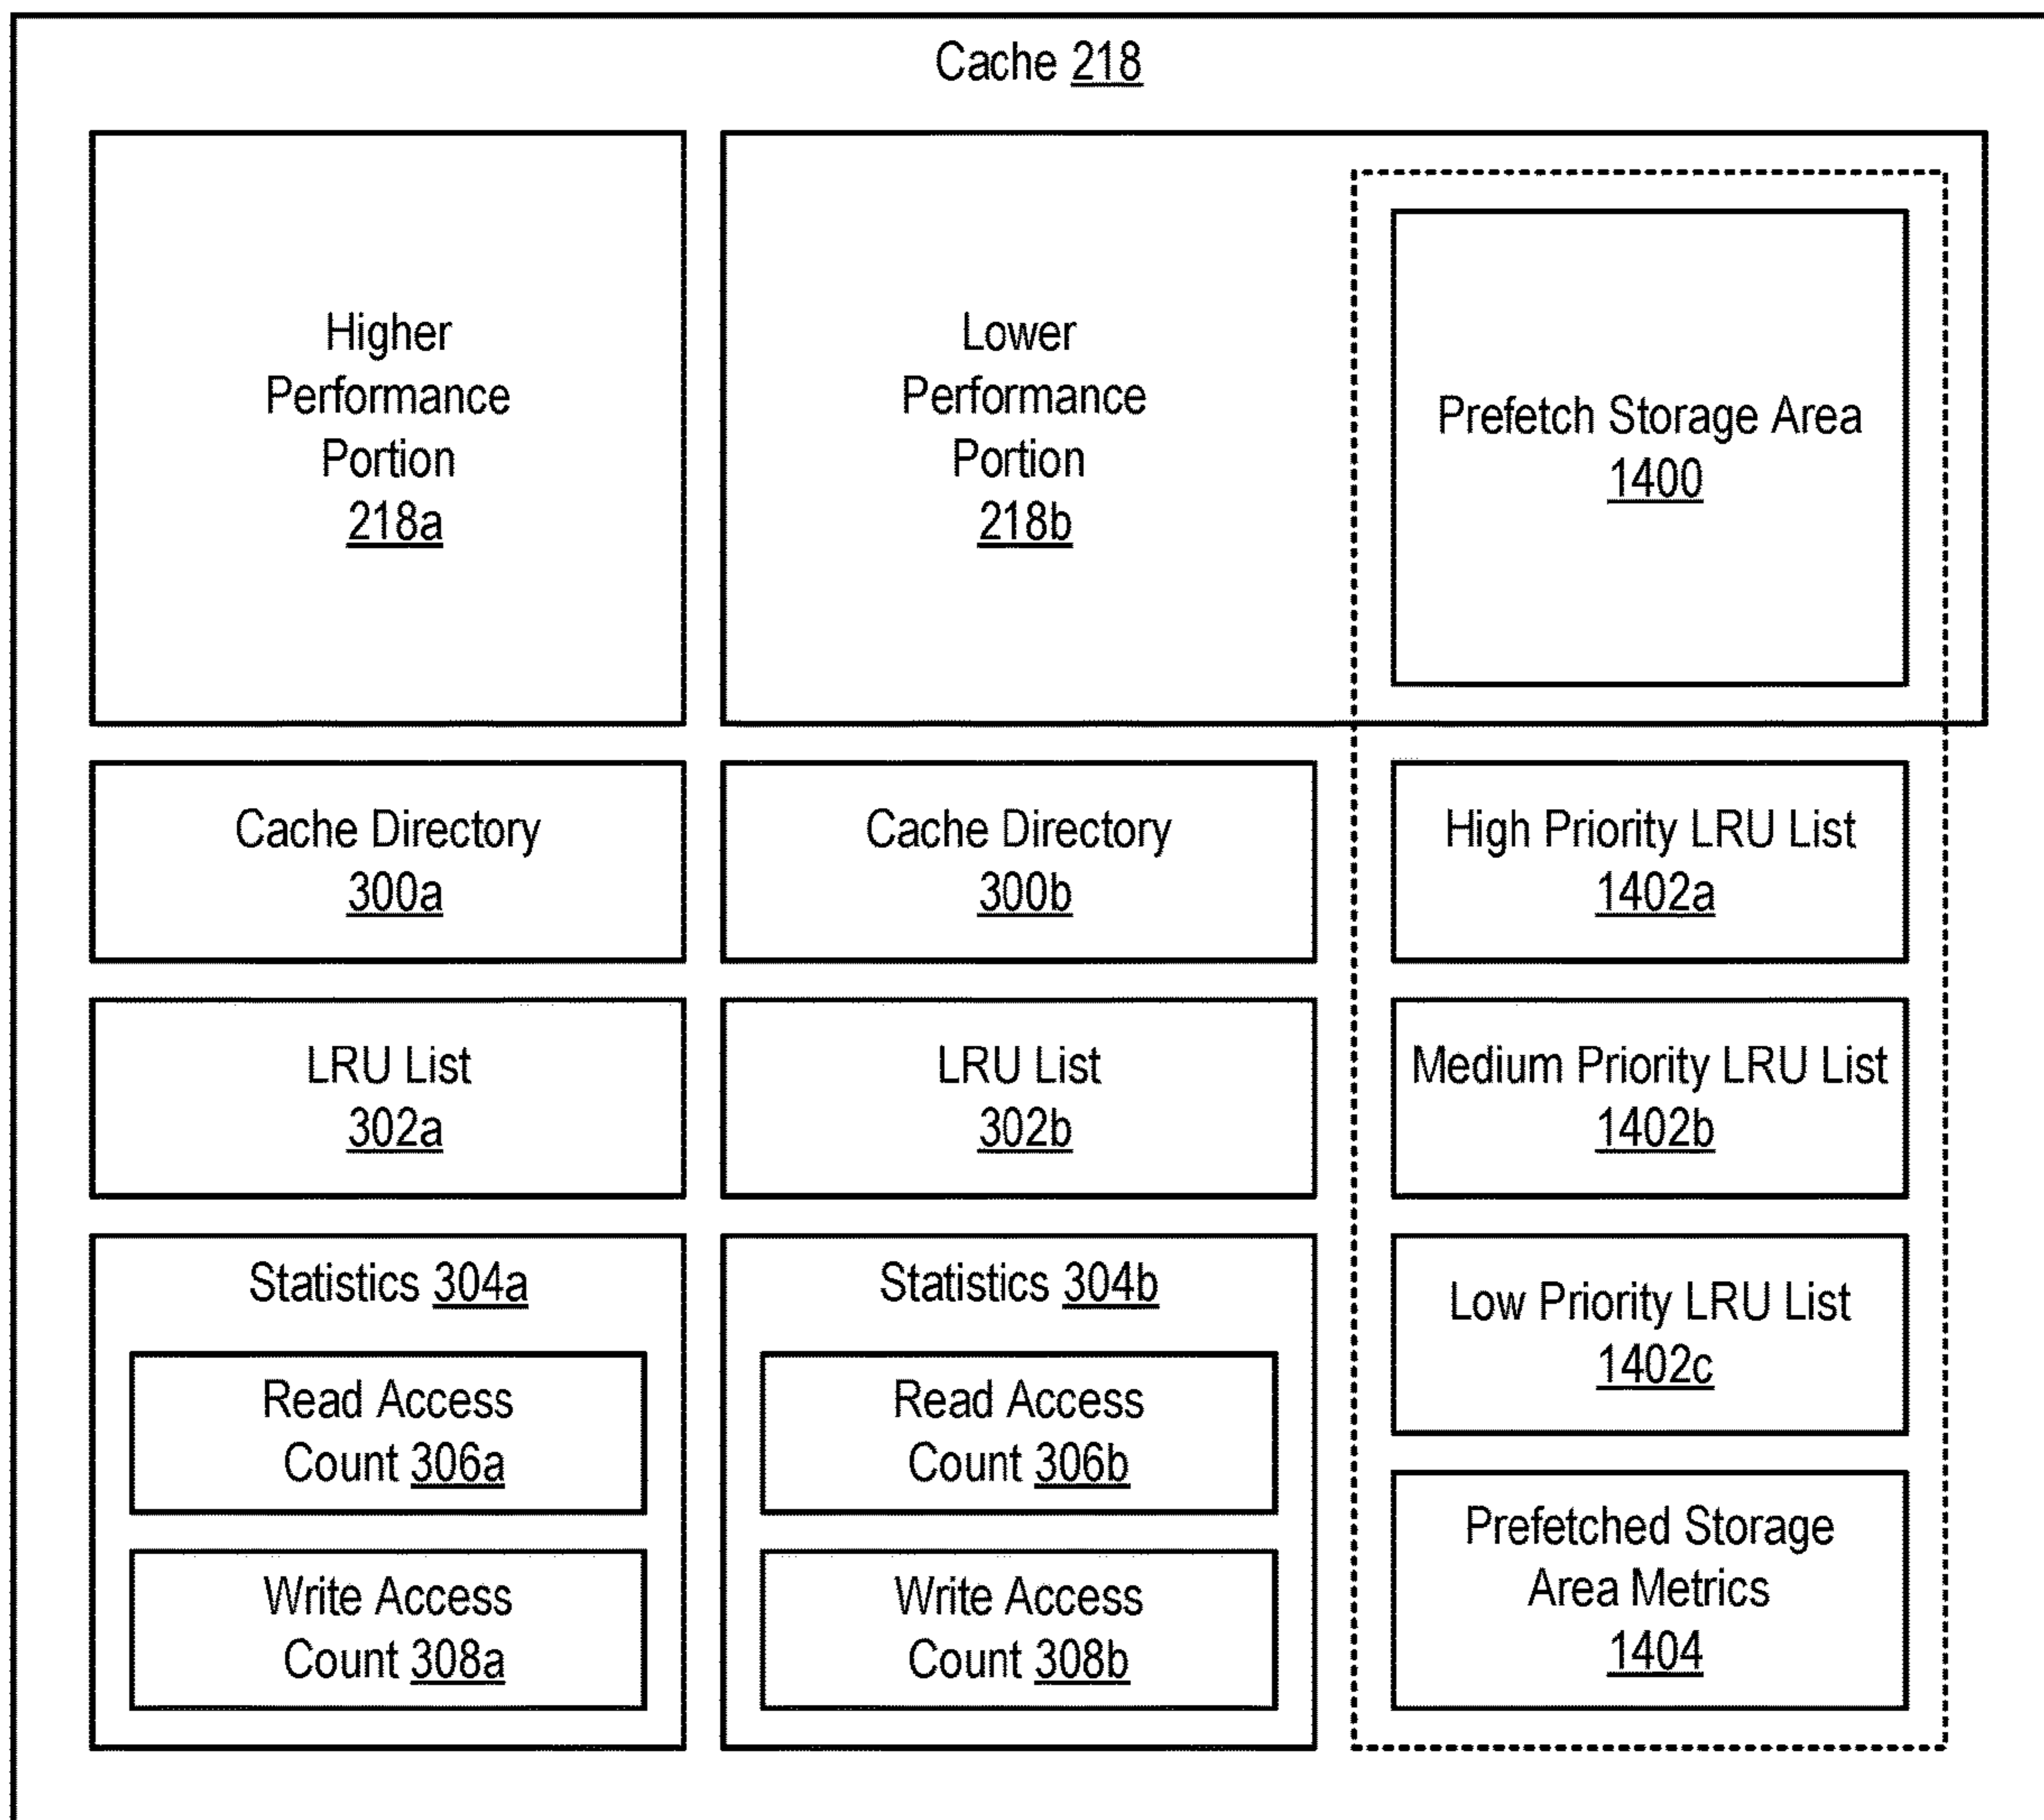 Cache 218
Higher
Performance
Portion
218a
Lower
Performance
Portion
218b
Prefetch Storage Area
1400
Cache Directory
300a
Cache Directory
300b
High Priority LRU List
1402a
LRU List
302a
LRU List
302b
Medium Priority LRU List
1402b
Statistics 304a
Read Access
Count 306a
Write Access
Count 308a
Statistics 304b
Read Access
Count 306b
Write Access
Count 308b
Low Priority LRU List
1402c
Prefetched Storage
Area Metrics
1404